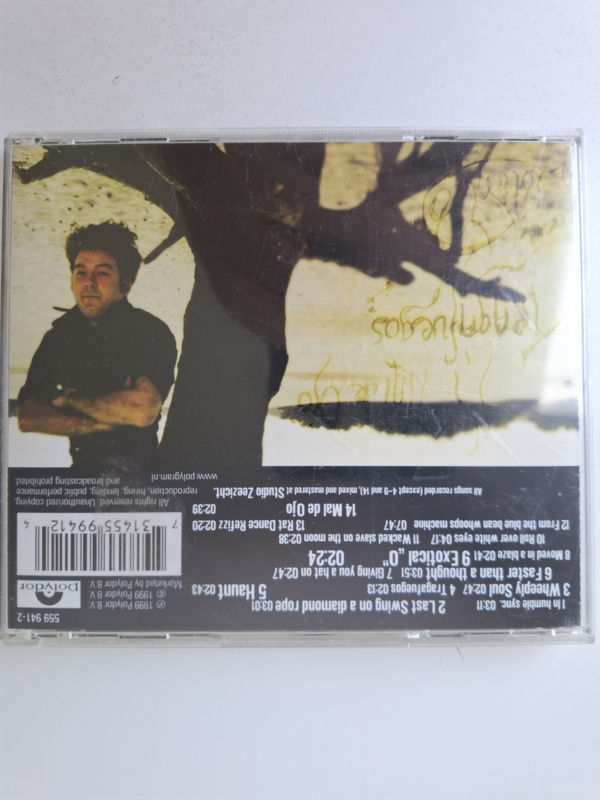 1 In humble sync. 03:11 2 Last Swing on a diamond rope 03:01
3 Wheeply Soul 02:47 4 Tragafuegos 02:13 5 Haunt 02:43
6 Faster than a thought 03:51 7 Giving you a hat on 02:47
8 Moved in a blaze 02:41 9 Exotica! „O” 02:24
10 Roll over white eyes 04:17 11 Wacked slave on the moon 02:38
12 From the blue bean whoops machine 07:47 13 Rat Dance Refizz 02:20
14 Mal de Ojo 02:39
All songs recorded (except 4-9 and 14), mixed and mastered at Studio Zeezicht.
559 941-2
Polydor
℗ 1999 Polydor B.V.
© 1999 Polydor B.V.
Marketed by Polydor B.V.
7 31455 99412 4
All rights reserved. Unauthorized copying,
reproduction, hiring, lending, public performance
and broadcasting prohibited.
www.polygram.nl